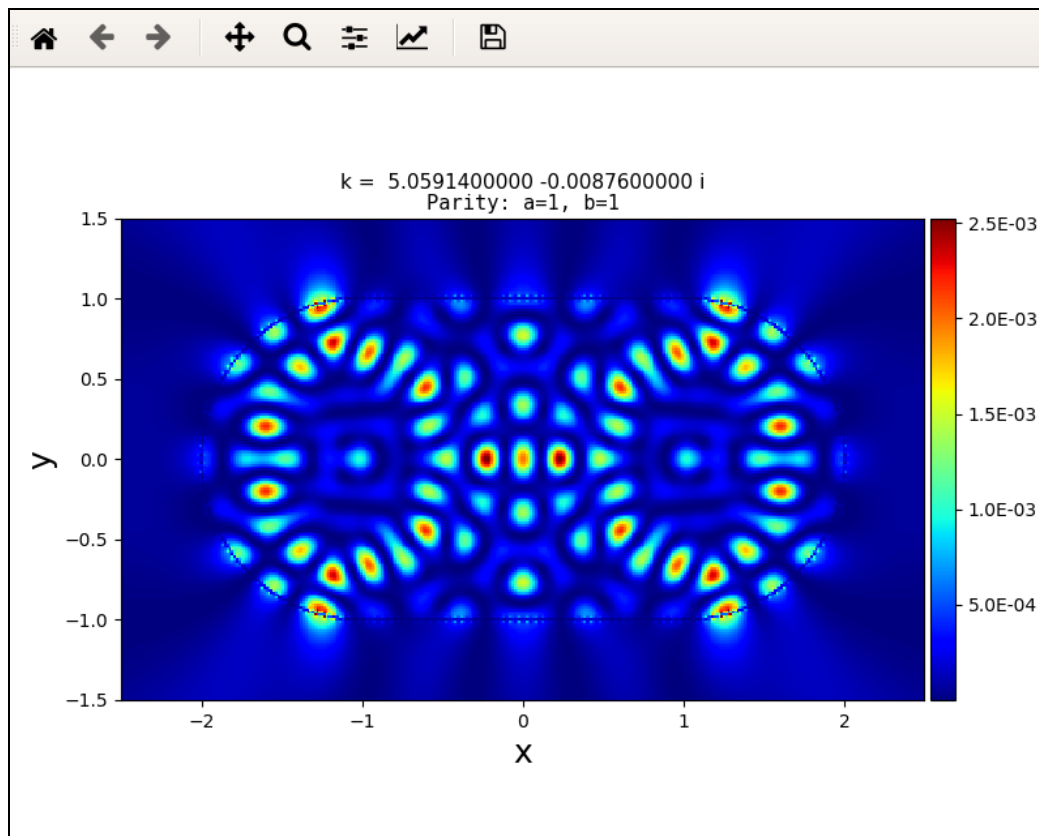 k =  5.0591400000 -0.0087600000 i
Parity: a=1, b=1
1.5
1.0
0.5
0.0
−0.5
−1.0
−1.5
y
−2
−1
0
1
2
x
2.5E-03
2.0E-03
1.5E-03
1.0E-03
5.0E-04